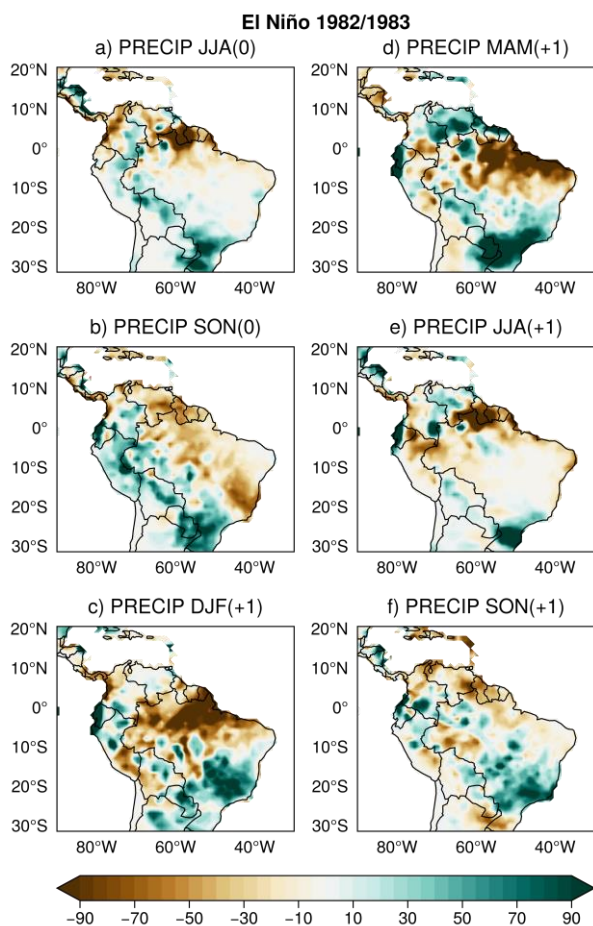 El Niño 1982/1983
a) PRECIP JJA(0)
20°N
10°N
0°
10°S
20°S
30°S
80°W 60°W 40°W
d) PRECIP MAM(+1)
20°N
10°N
0°
10°S
20°S
30°S
80°W 60°W 40°W
b) PRECIP SON(0)
20°N
10°N
0°
10°S
20°S
30°S
80°W 60°W 40°W
e) PRECIP JJA(+1)
20°N
10°N
0°
10°S
20°S
30°S
80°W 60°W 40°W
c) PRECIP DJF(+1)
20°N
10°N
0°
10°S
20°S
30°S
80°W 60°W 40°W
f) PRECIP SON(+1)
20°N
10°N
0°
10°S
20°S
30°S
80°W 60°W 40°W
−90 −70 −50 −30 −10 10 30 50 70 90